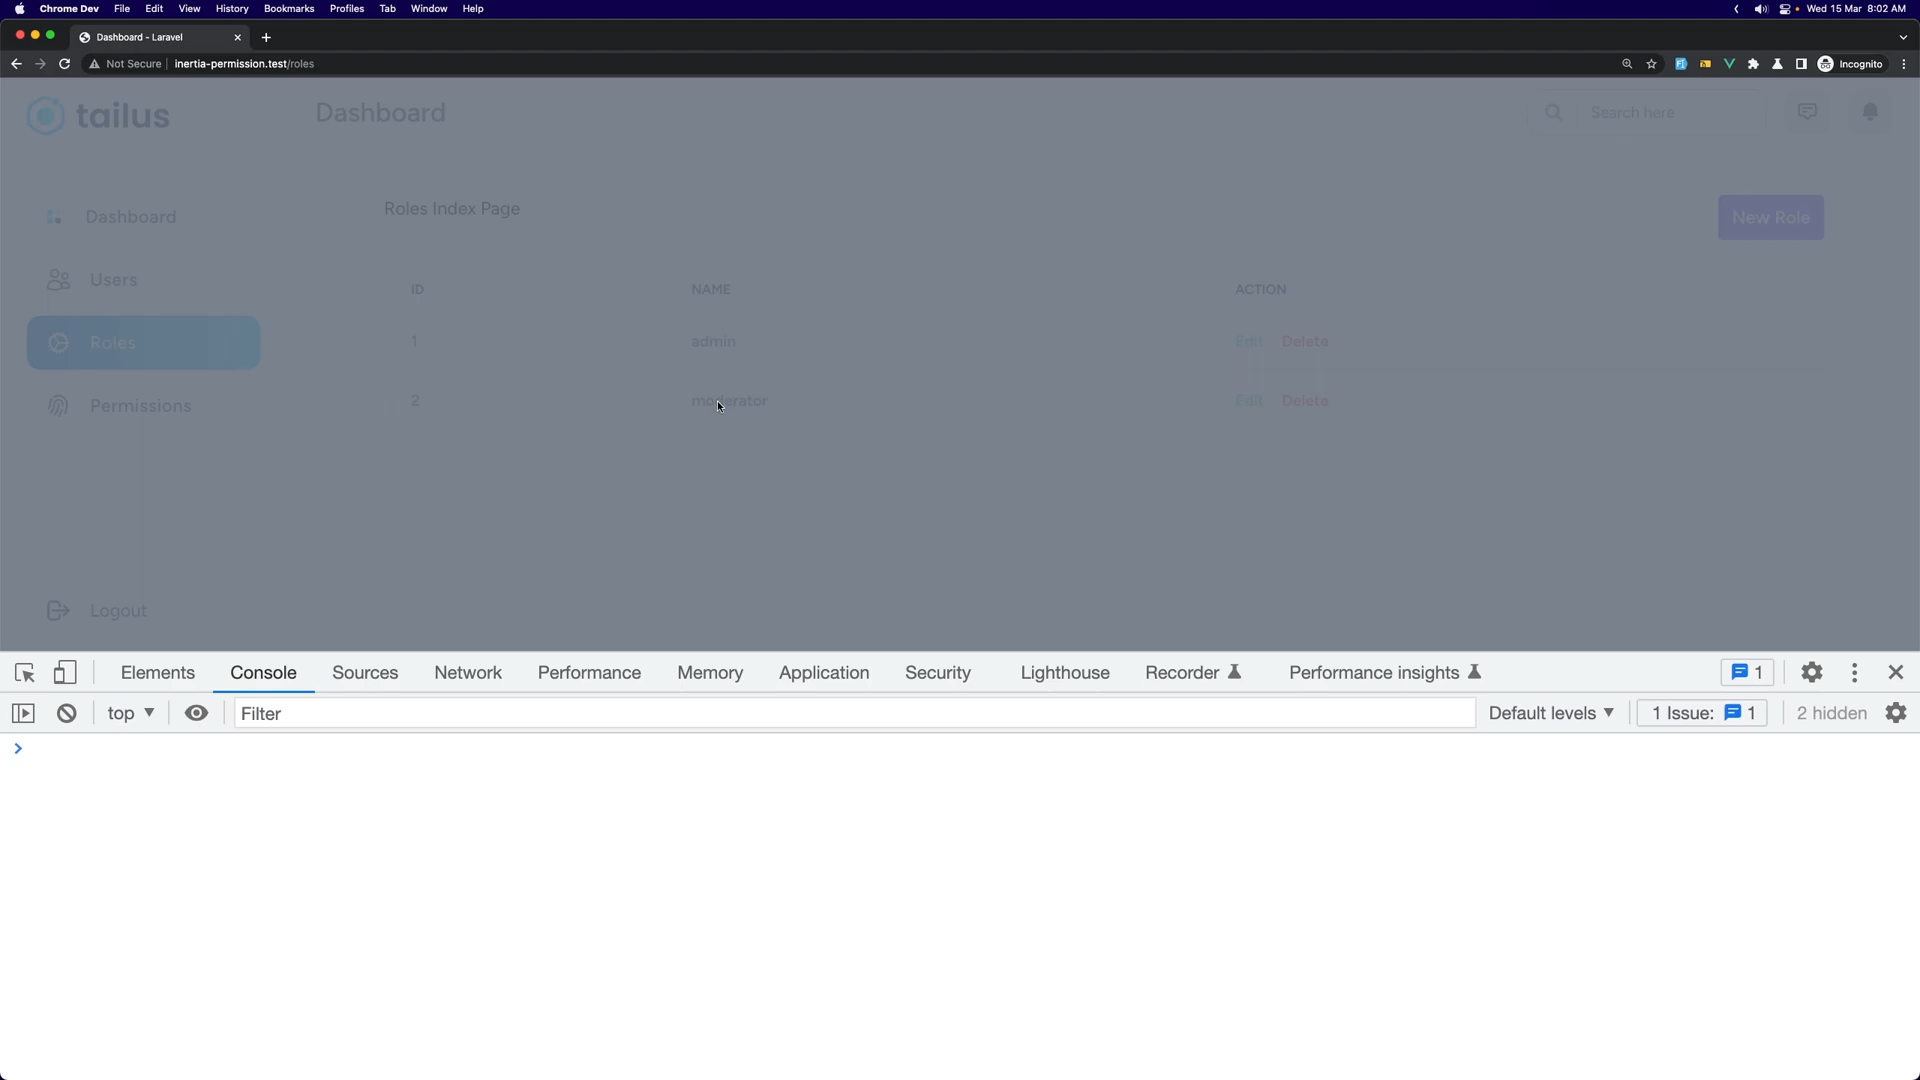 Chrome Dev File Edit View History Bookmarks Profiles Tab Window Help Wed 15 Mar 8:02 AM
Dashboard - Laravel
Not Secure inertia-permission.test/roles Incognito
tailus Dashboard Search here
Roles Index Page New Role
Dashboard
Users
ID NAME ACTION
Roles 1 admin Edit Delete
Permissions 2 moderator Edit Delete
Logout
Elements Console Sources Network Performance Memory Application Security Lighthouse Recorder Performance insights 1
top Filter Default levels 1 Issue: 1 2 hidden